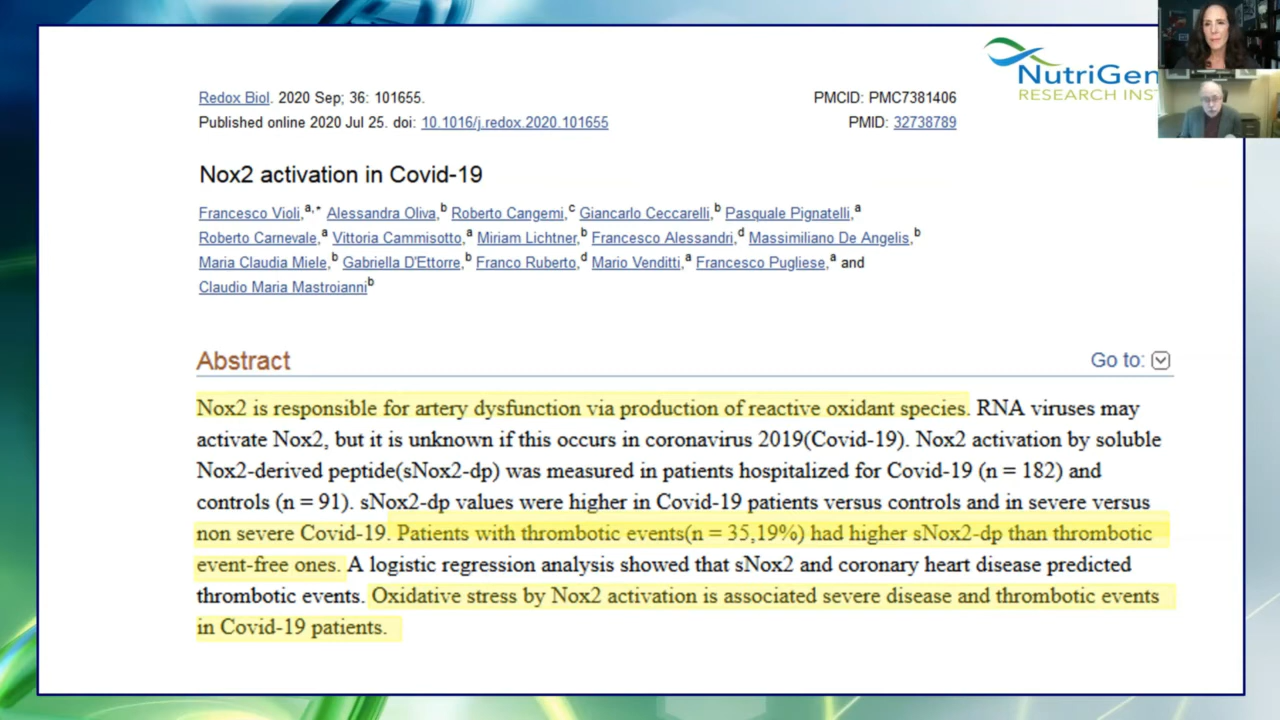 NutriGen
RESEARCH INST
Redox Biol. 2020 Sep; 36: 101655.
PMCID: PMC7381406
Published online 2020 Jul 25. doi: 10.1016/j.redox.2020.101655
PMID: 32738789
Nox2 activation in Covid-19
Francesco Violi,a,* Alessandra Oliva,b Roberto Cangemi,c Giancarlo Ceccarelli,b Pasquale Pignatelli,a
Roberto Carnevale,a Vittoria Cammisotto,a Miriam Lichtner,b Francesco Alessandri,d Massimiliano De Angelis,b
Maria Claudia Miele,b Gabriella D'Ettorre,b Franco Ruberto,d Mario Venditti,a Francesco Pugliese,a and
Claudio Maria Mastroiannib
Abstract
Go to:
Nox2 is responsible for artery dysfunction via production of reactive oxidant species. RNA viruses may
activate Nox2, but it is unknown if this occurs in coronavirus 2019(Covid-19). Nox2 activation by soluble
Nox2-derived peptide(sNox2-dp) was measured in patients hospitalized for Covid-19 (n = 182) and
controls (n = 91). sNox2-dp values were higher in Covid-19 patients versus controls and in severe versus
non severe Covid-19. Patients with thrombotic events(n = 35,19%) had higher sNox2-dp than thrombotic
event-free ones. A logistic regression analysis showed that sNox2 and coronary heart disease predicted
thrombotic events. Oxidative stress by Nox2 activation is associated severe disease and thrombotic events
in Covid-19 patients.